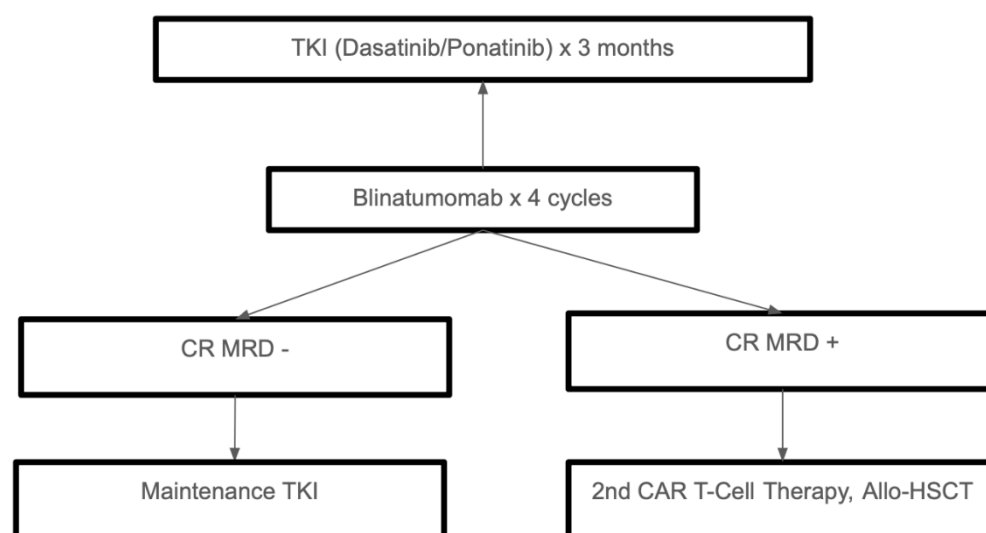 TKI (Dasatinib/Ponatinib) x 3 months
Blinatumomab x 4 cycles
CR MRD -
CR MRD +
Maintenance TKI
2nd CAR T-Cell Therapy, Allo-HSCT